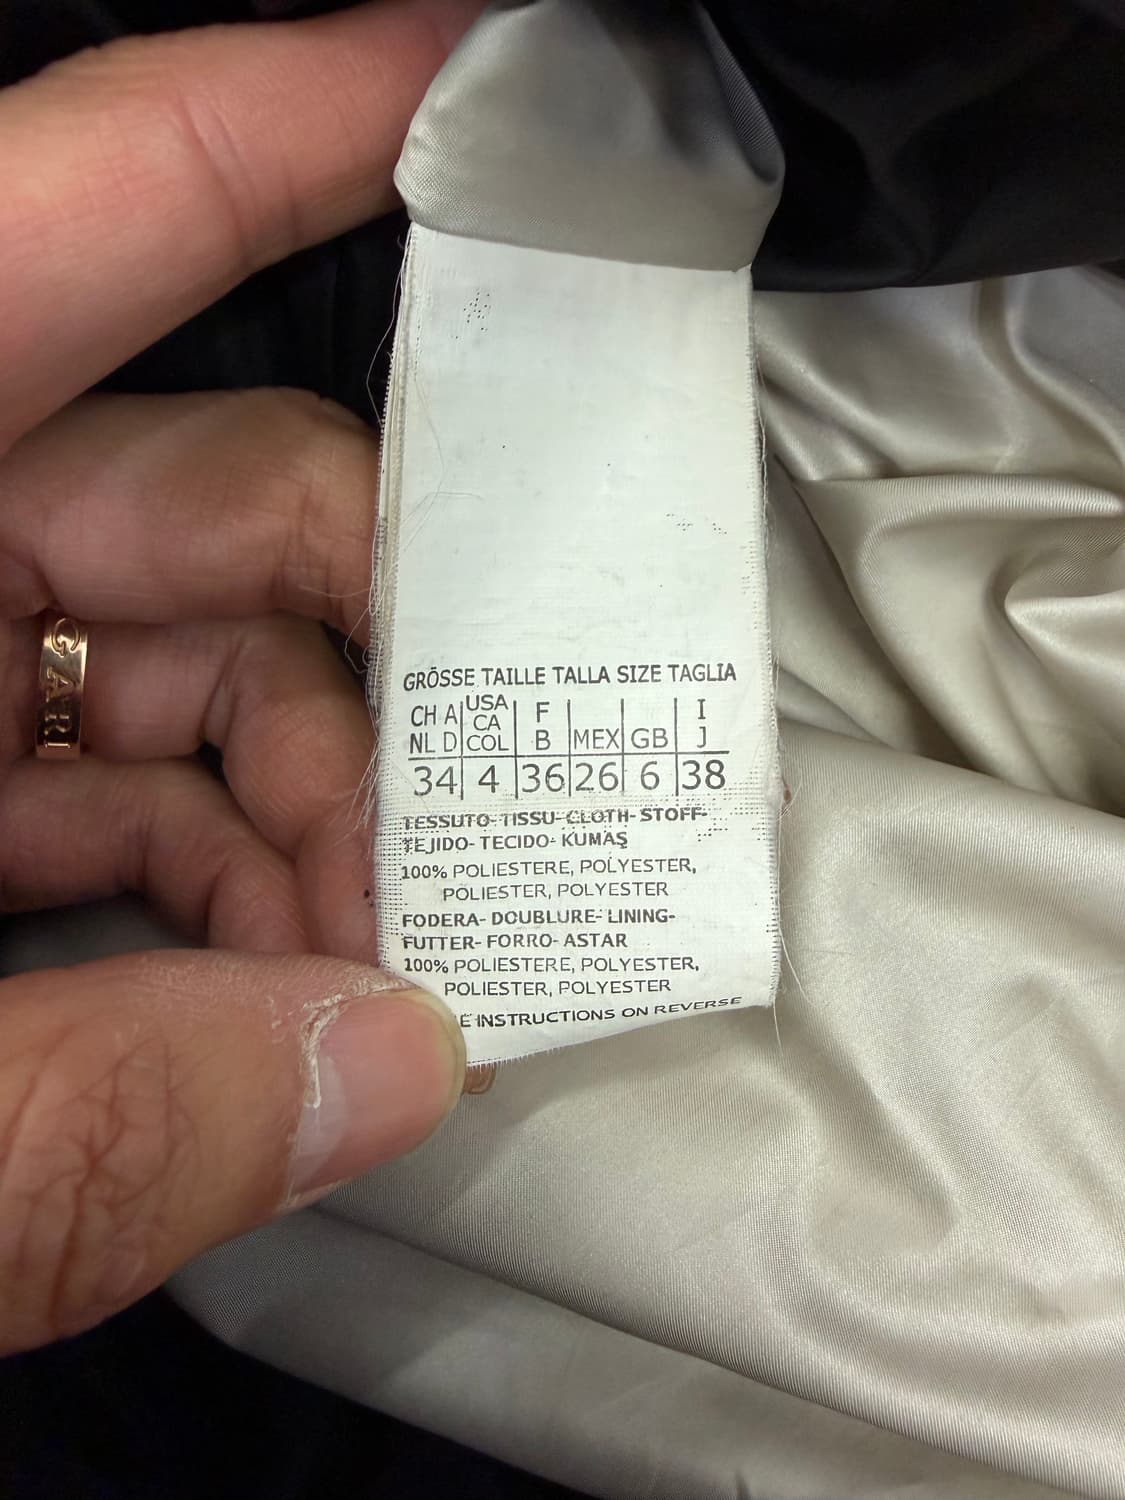 GRÖSSE TAILLE TALLA SIZE TAGLIA
CH A USA F I
CA
NL D COL B MEX GB J
34 4 36 26 6 38
TESSUTO-TISSU-CLOTH-STOFF-
TEJIDO-TECIDO-KUMAŞ
100% POLIESTERE, POLYESTER,
POLIESTER, POLYESTER
FODERA-DOUBLURE-LINING-
FUTTER-FORRO-ASTAR
100% POLIESTERE, POLYESTER,
POLIESTER, POLYESTER
INSTRUCTIONS ON REVERSE